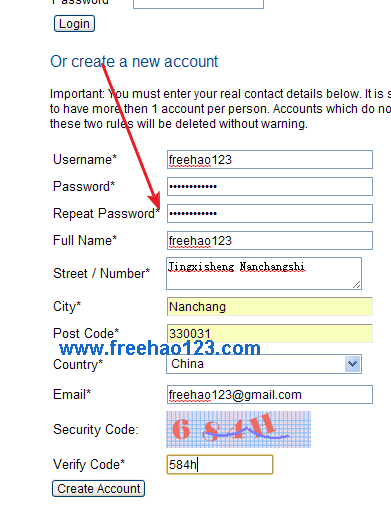 Password
Login
Or create a new account
Important: You must enter your real contact details below. It is s
to have more then 1 account per person. Accounts which do no
these two rules will be deleted without warning.
Username* freehao123
Password* ••••••••••••
Repeat Password* ••••••••••••
Full Name* freehao123
Street / Number* Jingxisheng Nanchangshi
City* Nanchang
Post Code* 330031
www.freehao123.com
Country* China
Email* freehao123@gmail.com
Security Code:
Verify Code* 584h
Create Account